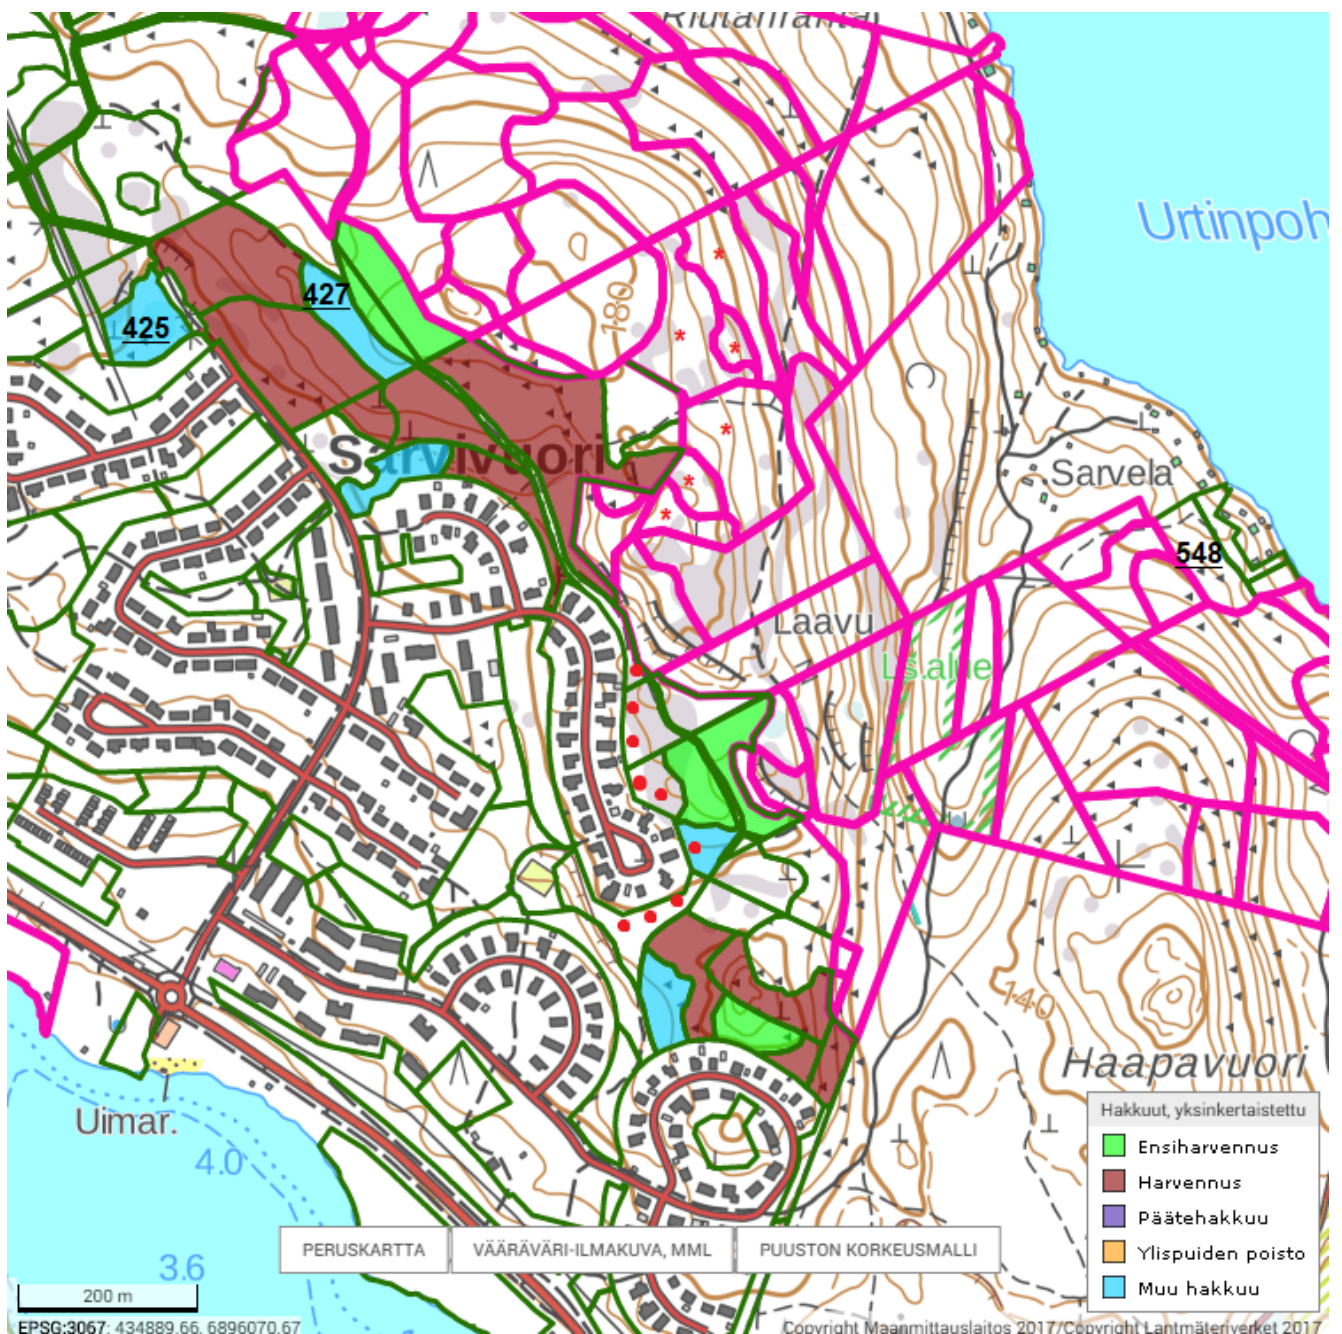 Riutanranta
Urtinpoh
427
425
180
Sarvivuori
Sarvela
548
Laavu
Ls.alue
140
Haapavuori
Uimar.
4.0
3.6
Hakkuut, yksinkertaistettu
Ensiharvennus
Harvennus
Päätehakkuu
Ylispuiden poisto
Muu hakkuu
PERUSKARTTA
VÄÄRÄVÄRI-ILMAKUVA, MML
PUUSTON KORKEUSMALLI
200 m
EPSG:3067: 434889.66, 6896070.67
Copyright Maanmittauslaitos 2017/Copyright Lantmäteriverket 2017